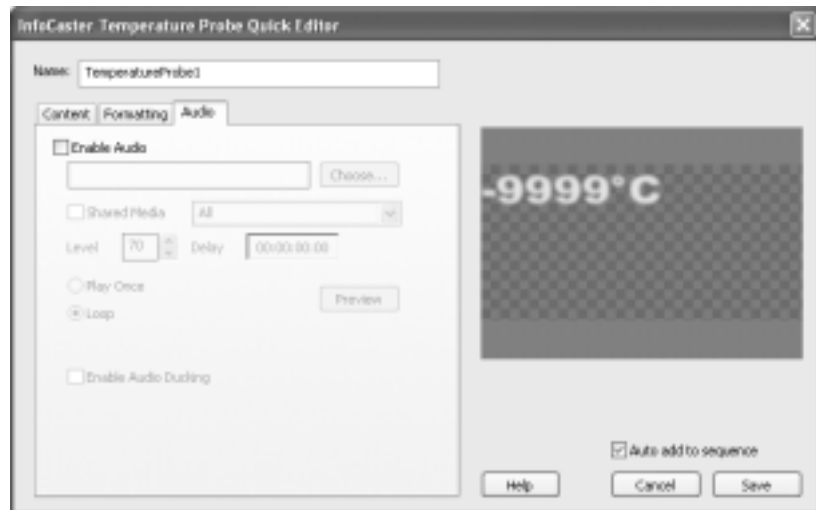 InfoCaster Temperature Probe Quick Editor
Name: TemperatureProbe1
Content Formatting Audio
Enable Audio
Choose...
Shared Media All
Level 70 Delay 00:00:00:00
Play Once
Preview
Loop
Enable Audio Ducking
-9999°C
Auto add to sequence
Help Cancel Save